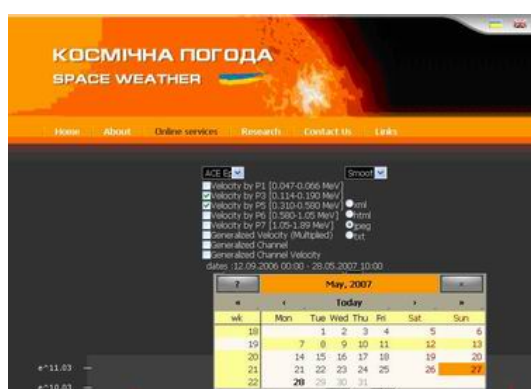 КОСМІЧНА ПОГОДА
SPACE WEATHER
Home About Online services Research Contact Us Links
ACE Ep Smoot
Velocity by P1 [0.047-0.066 MeV]
Velocity by P3 [0.114-0.190 MeV]
Velocity by P5 [0.310-0.580 MeV] xml
Velocity by P6 [0.580-1.05 MeV] html
Velocity by P7 [1.05-1.89 MeV] jpeg
Generalized Velocity (Multiplied) txt
Generalized Channel
Generalized Channel Velocity
dates :12.09.2006 00:00 - 28.05.2007 10:00
? May, 2007 ×
« ‹ Today › »
wk Mon Tue Wed Thu Fri Sat Sun
18 1 2 3 4 5 6
19 7 8 9 10 11 12 13
20 14 15 16 17 18 19 20
21 21 22 23 24 25 26 27
22 28 29 30 31
e^11.03
e^10.03